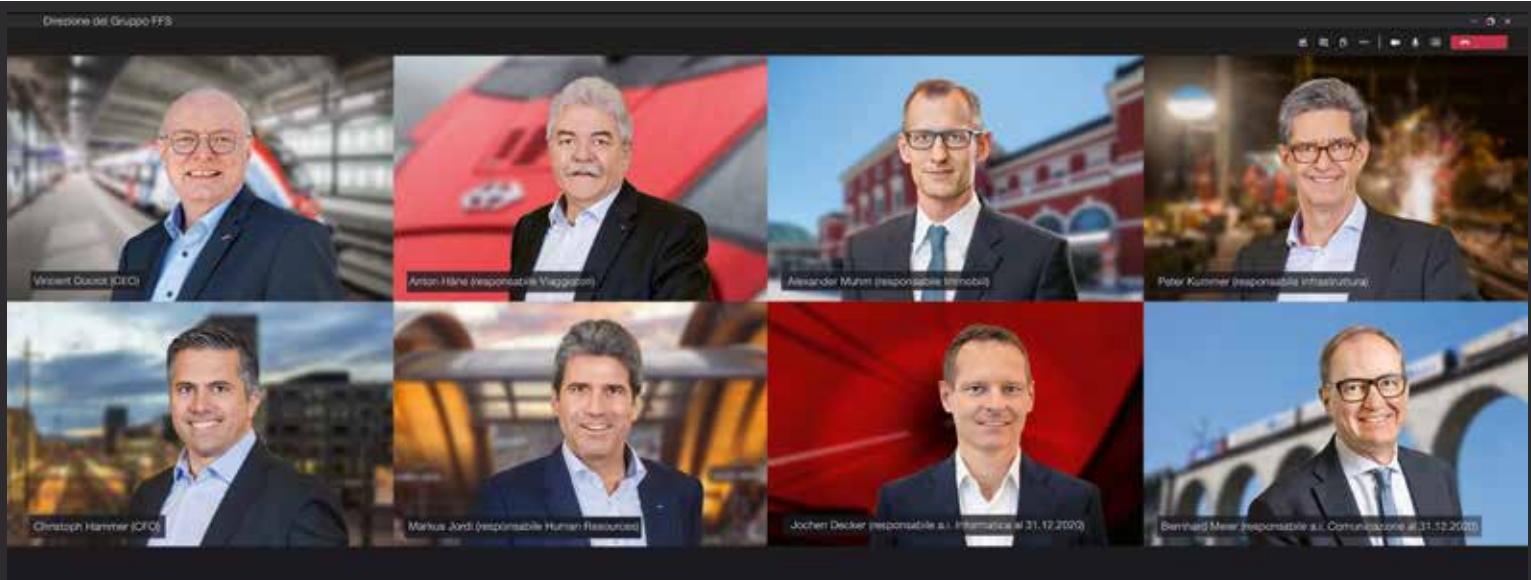 Direzione del Gruppo FFS
Vincent Ducrot (CEO)
Anton Häne (responsabile Viaggiatori)
Alexander Muhm (responsabile Immobili)
Peter Kummer (responsabile Infrastruttura)
Christoph Hammer (CFO)
Markus Jordi (responsabile Human Resources)
Jochen Decker (responsabile a.i. Informatica al 31.12.2020)
Bernhard Meier (responsabile a.i. Comunicazione al 31.12.2020)